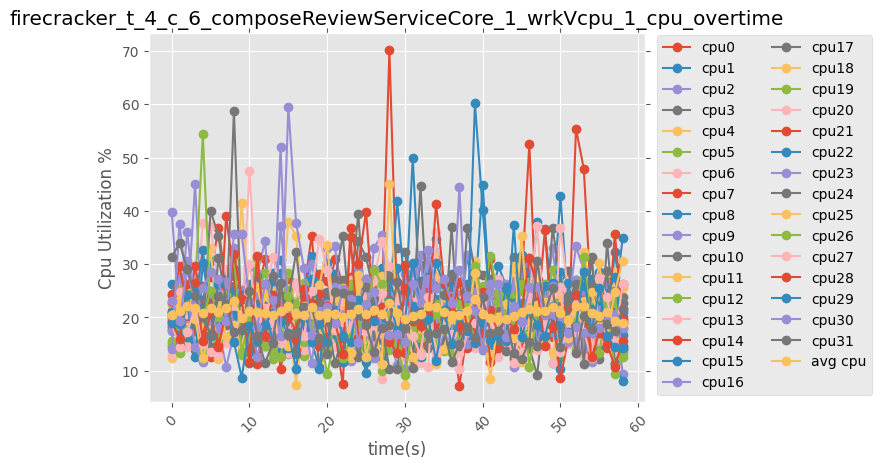 firecracker_t_4_c_6_composeReviewServiceCore_1_wrkVcpu_1_cpu_overtime
Cpu Utilization %
70
60
50
40
30
20
10
0
10
20
30
40
50
60
time(s)
cpu0
cpu1
cpu2
cpu3
cpu4
cpu5
cpu6
cpu7
cpu8
cpu9
cpu10
cpu11
cpu12
cpu13
cpu14
cpu15
cpu16
cpu17
cpu18
cpu19
cpu20
cpu21
cpu22
cpu23
cpu24
cpu25
cpu26
cpu27
cpu28
cpu29
cpu30
cpu31
avg cpu